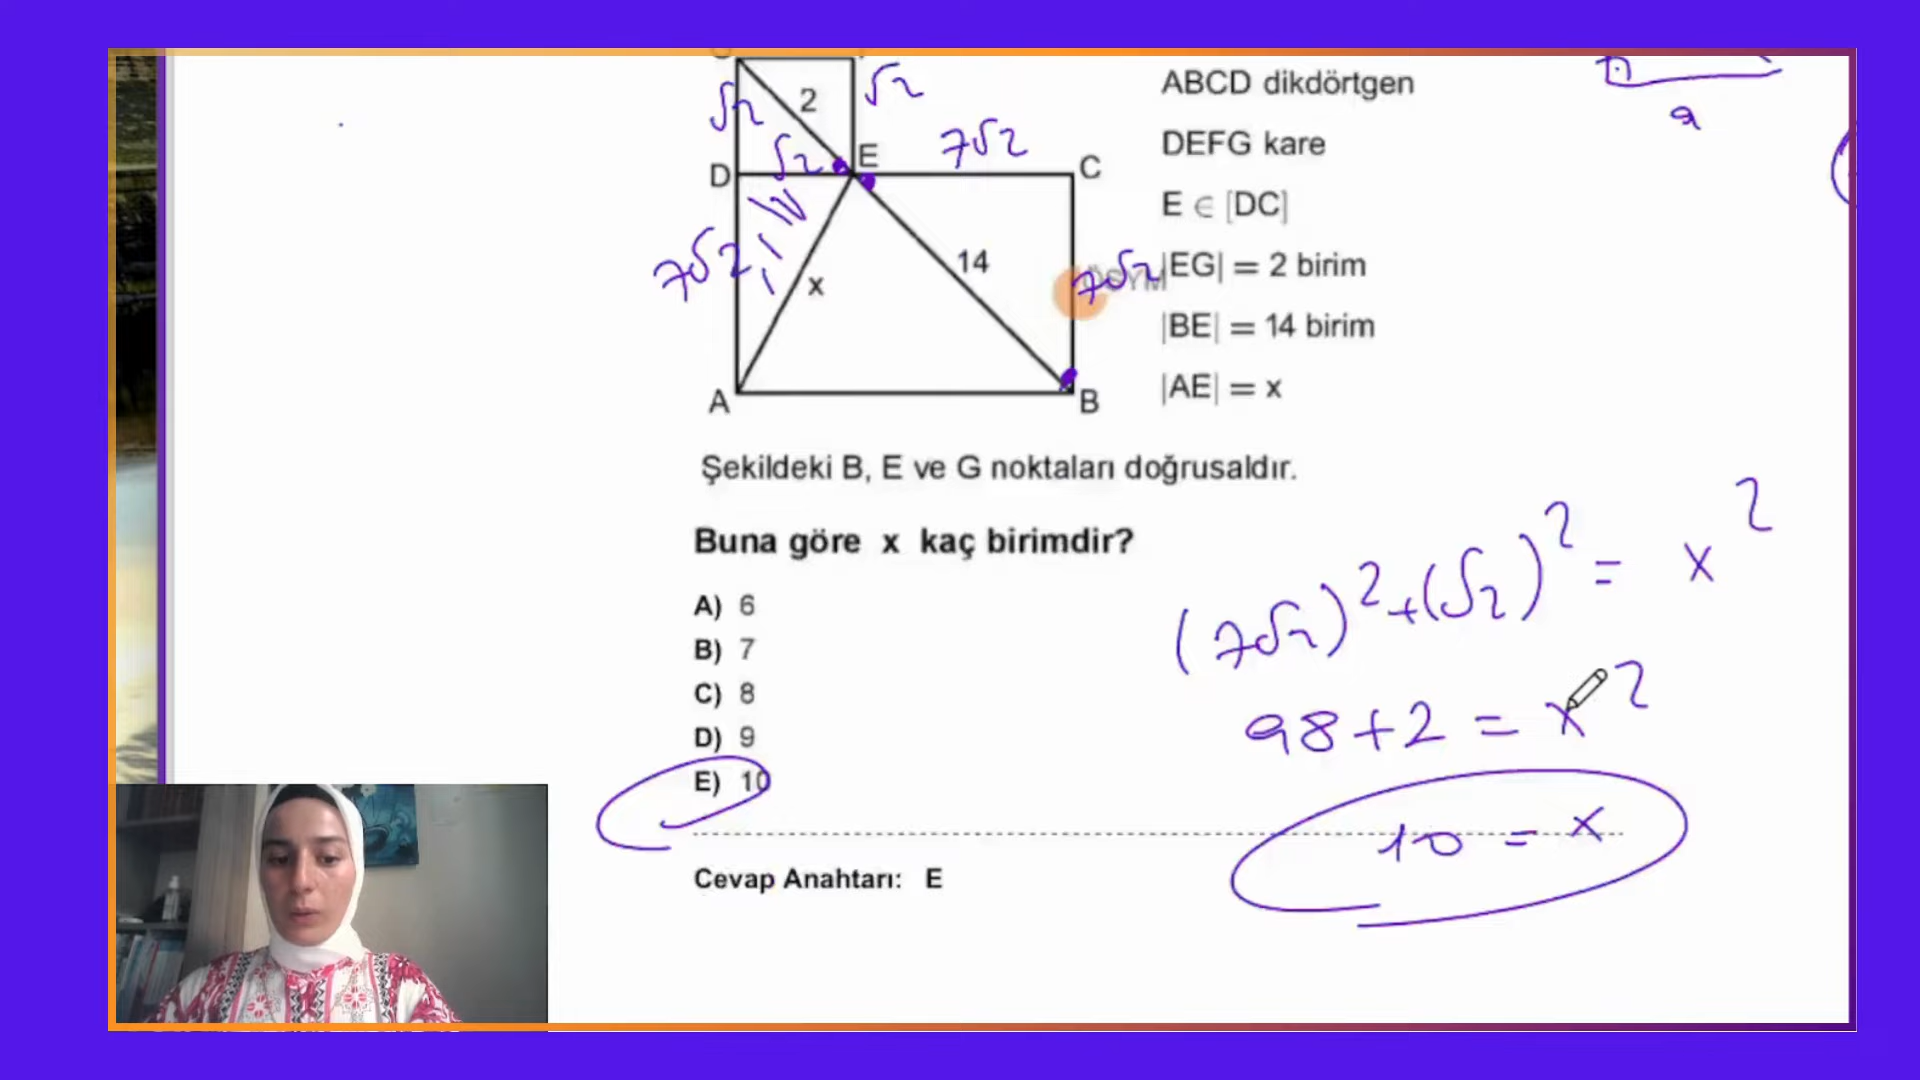 √2
2
√2
√2
E
7√2
D
C
7√2
x
14
7√2
ÖSYM
A
B
ABCD dikdörtgen
DEFG kare
E ∈ [DC]
|EG| = 2 birim
|BE| = 14 birim
|AE| = x
a
Şekildeki B, E ve G noktaları doğrusaldır.
Buna göre x kaç birimdir?
A) 6
B) 7
C) 8
D) 9
E) 10
(7√2)² + (√2)² = x²
98 + 2 = x²
10 = x
Cevap Anahtarı: E